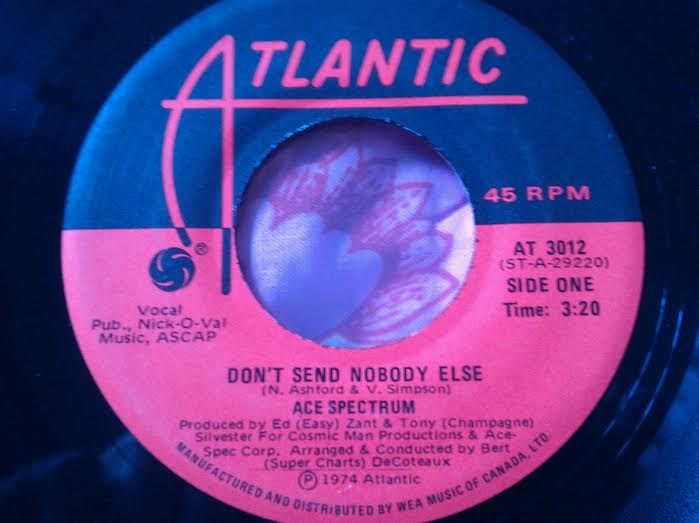 ATLANTIC
45 RPM
®
AT 3012
(ST-A-29220)
SIDE ONE
Time: 3:20
Vocal
Pub., Nick-O-Val
Music, ASCAP
DON'T SEND NOBODY ELSE
(N. Ashford & V. Simpson)
ACE SPECTRUM
Produced by Ed (Easy) Zant & Tony (Champagne)
Silvester For Cosmic Man Productions & Ace-
Spec Corp. Arranged & Conducted by Bert
(Super Charts) DeCoteaux
℗ 1974 Atlantic
MANUFACTURED AND DISTRIBUTED BY WEA MUSIC OF CANADA, LTD.